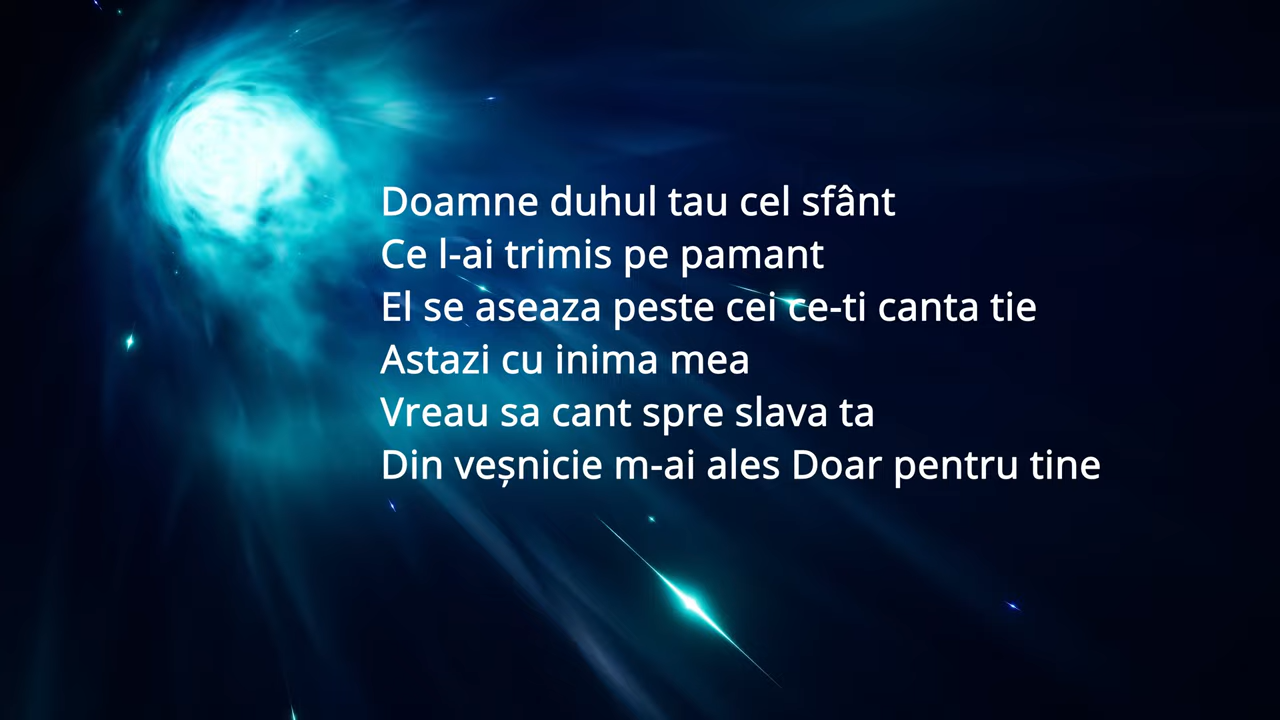 Doamne duhul tau cel sfânt
Ce l-ai trimis pe pamant
El se aseaza peste cei ce-ti canta tie
Astazi cu inima mea
Vreau sa cant spre slava ta
Din veșnicie m-ai ales Doar pentru tine